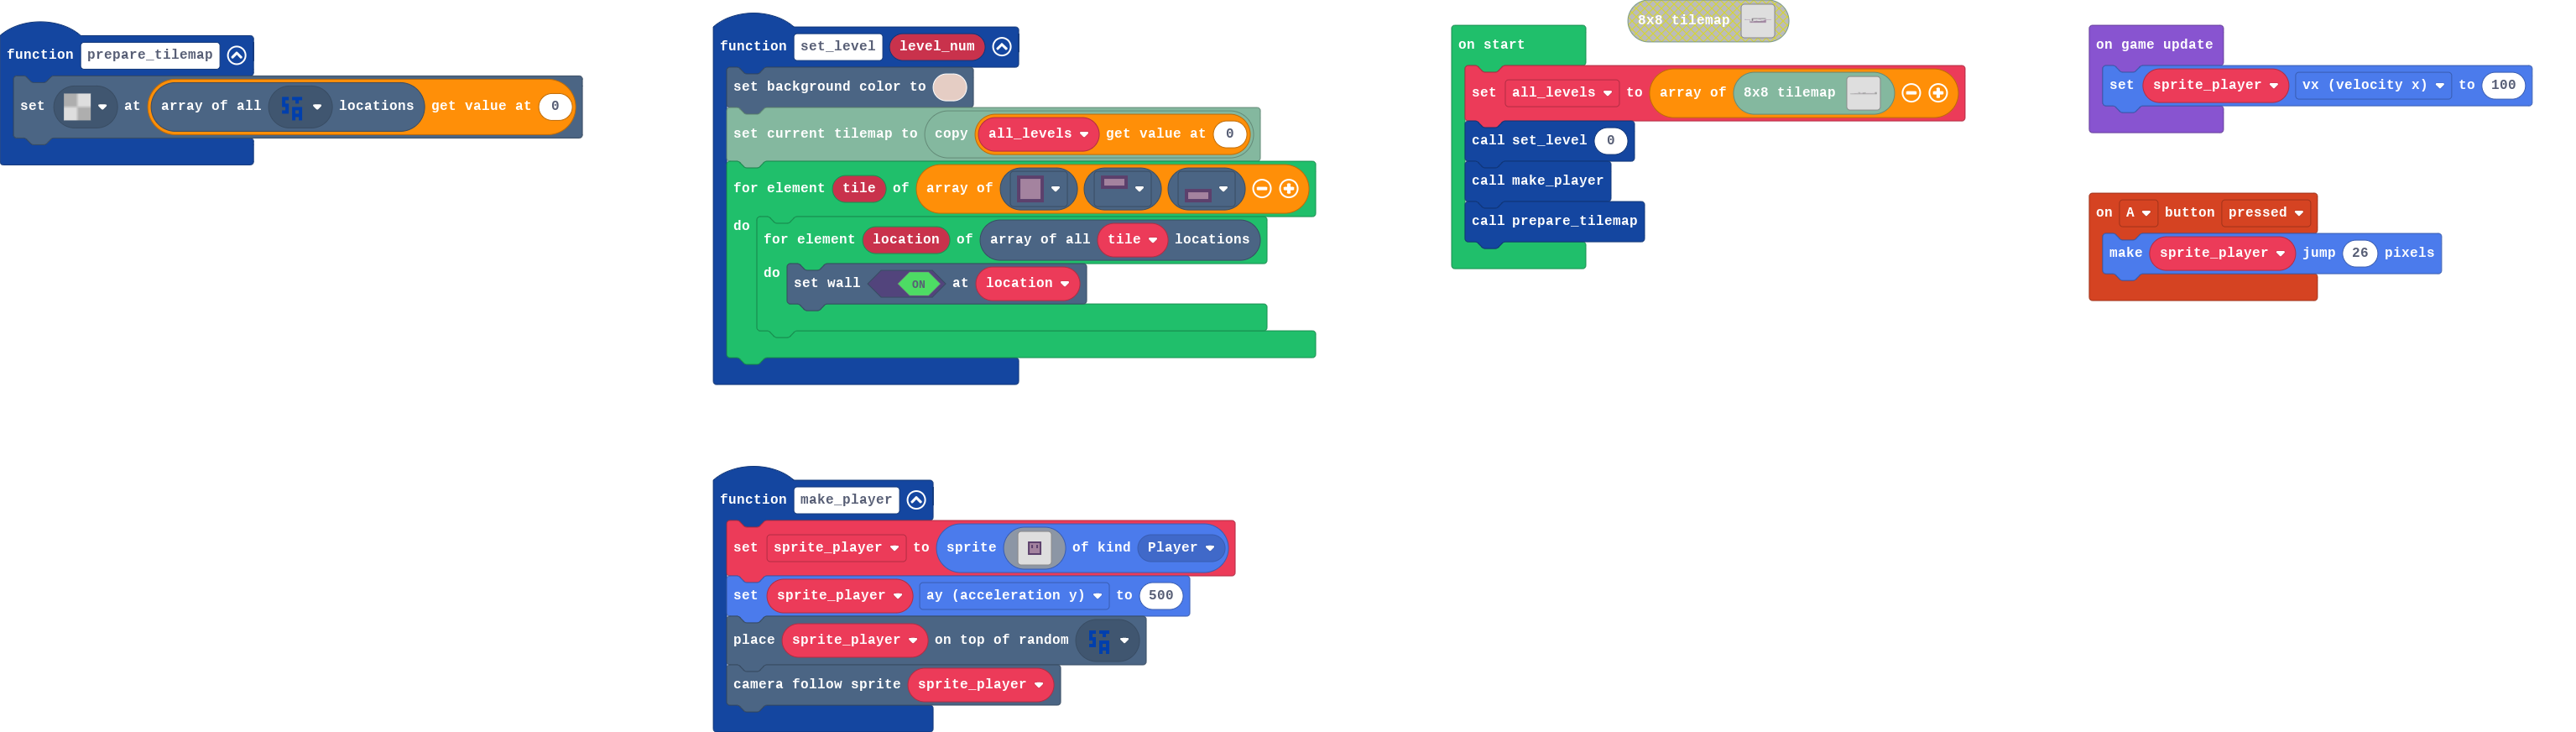 function prepare_tilemap
set at array of all locations get value at 0
function set_level level_num
set background color to
set current tilemap to copy all_levels get value at 0
for element tile of array of
do
for element location of array of all tile locations
do
set wall ON at location
function make_player
set sprite_player to sprite of kind Player
set sprite_player ay (acceleration y) to 500
place sprite_player on top of random
camera follow sprite sprite_player
8x8 tilemap
on start
set all_levels to array of 8x8 tilemap
call set_level 0
call make_player
call prepare_tilemap
on game update
set sprite_player vx (velocity x) to 100
on A button pressed
make sprite_player jump 26 pixels